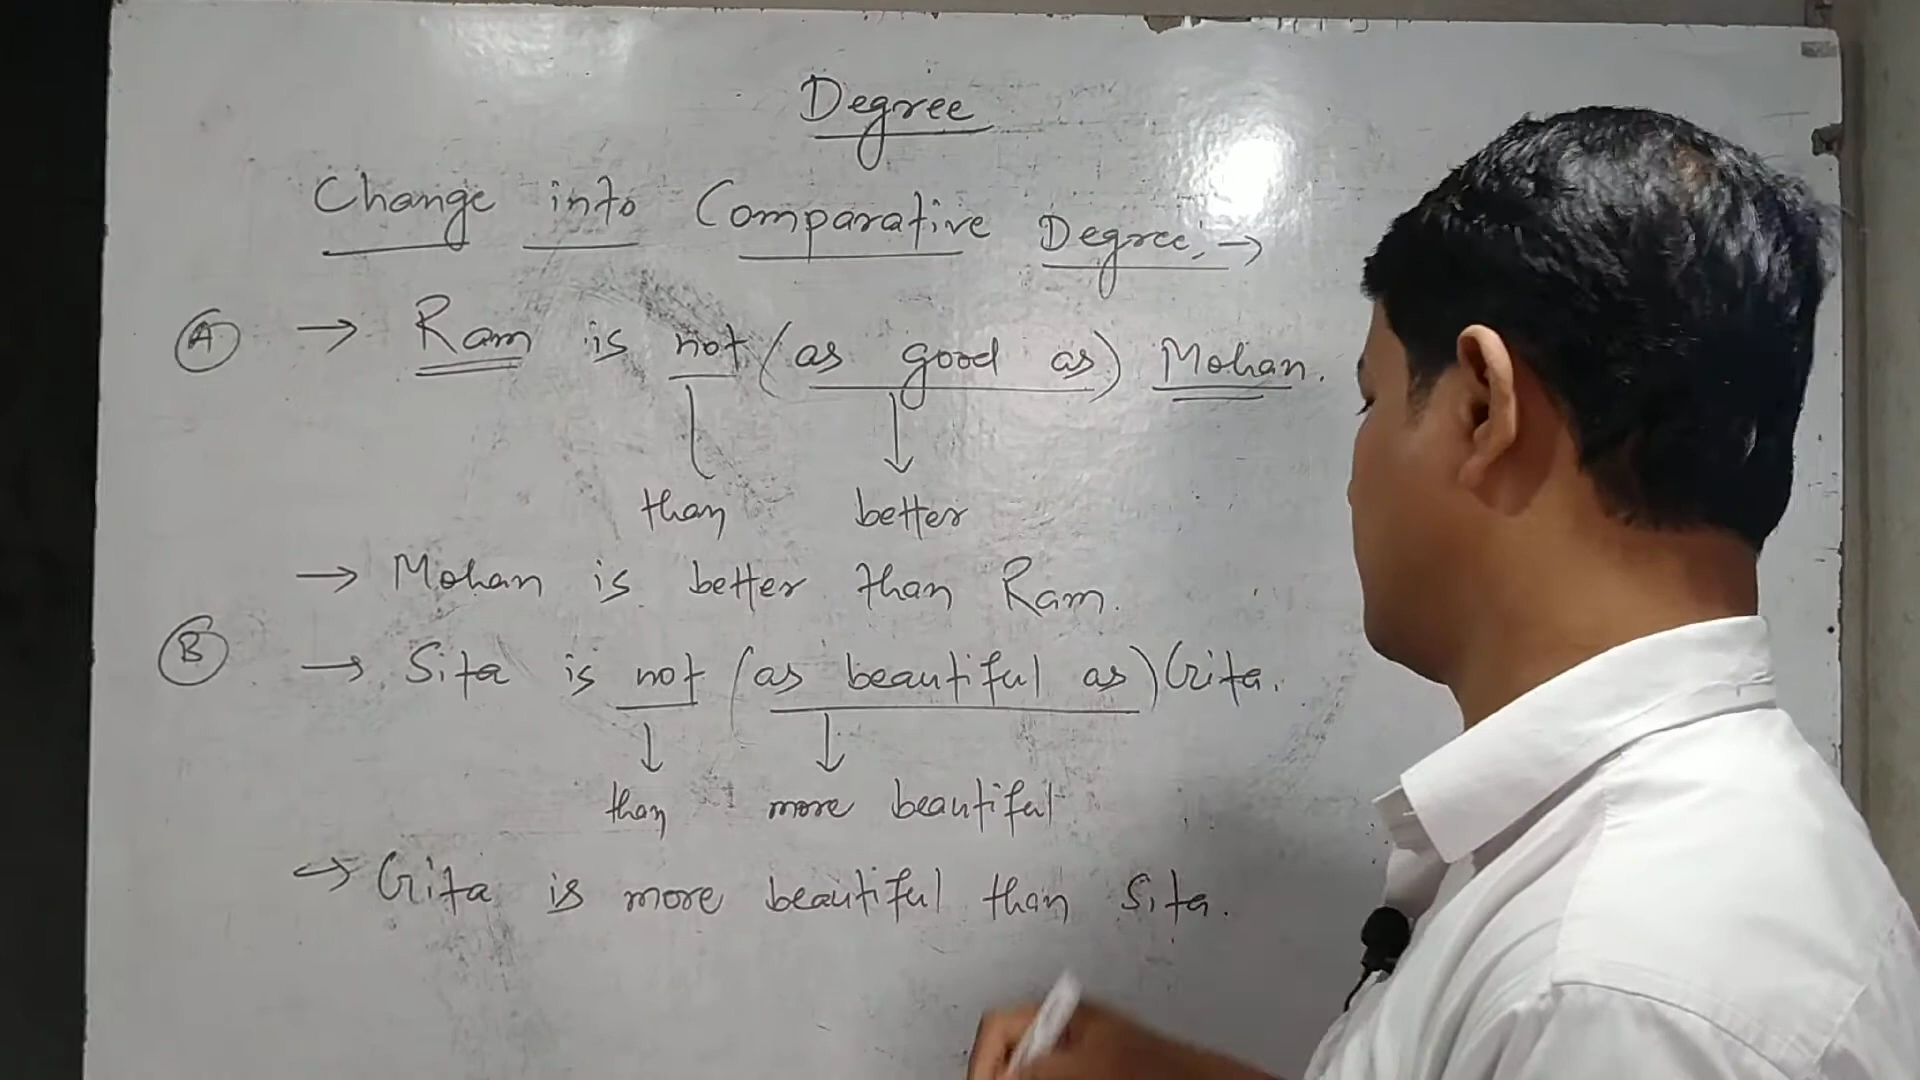 Degree
Change into Comparative Degree :→
(A) → Ram is not (as good as) Mohan.
than better
→ Mohan is better than Ram.
(B) → Sita is not (as beautiful as) Gita.
than more beautiful
→ Gita is more beautiful than Sita.